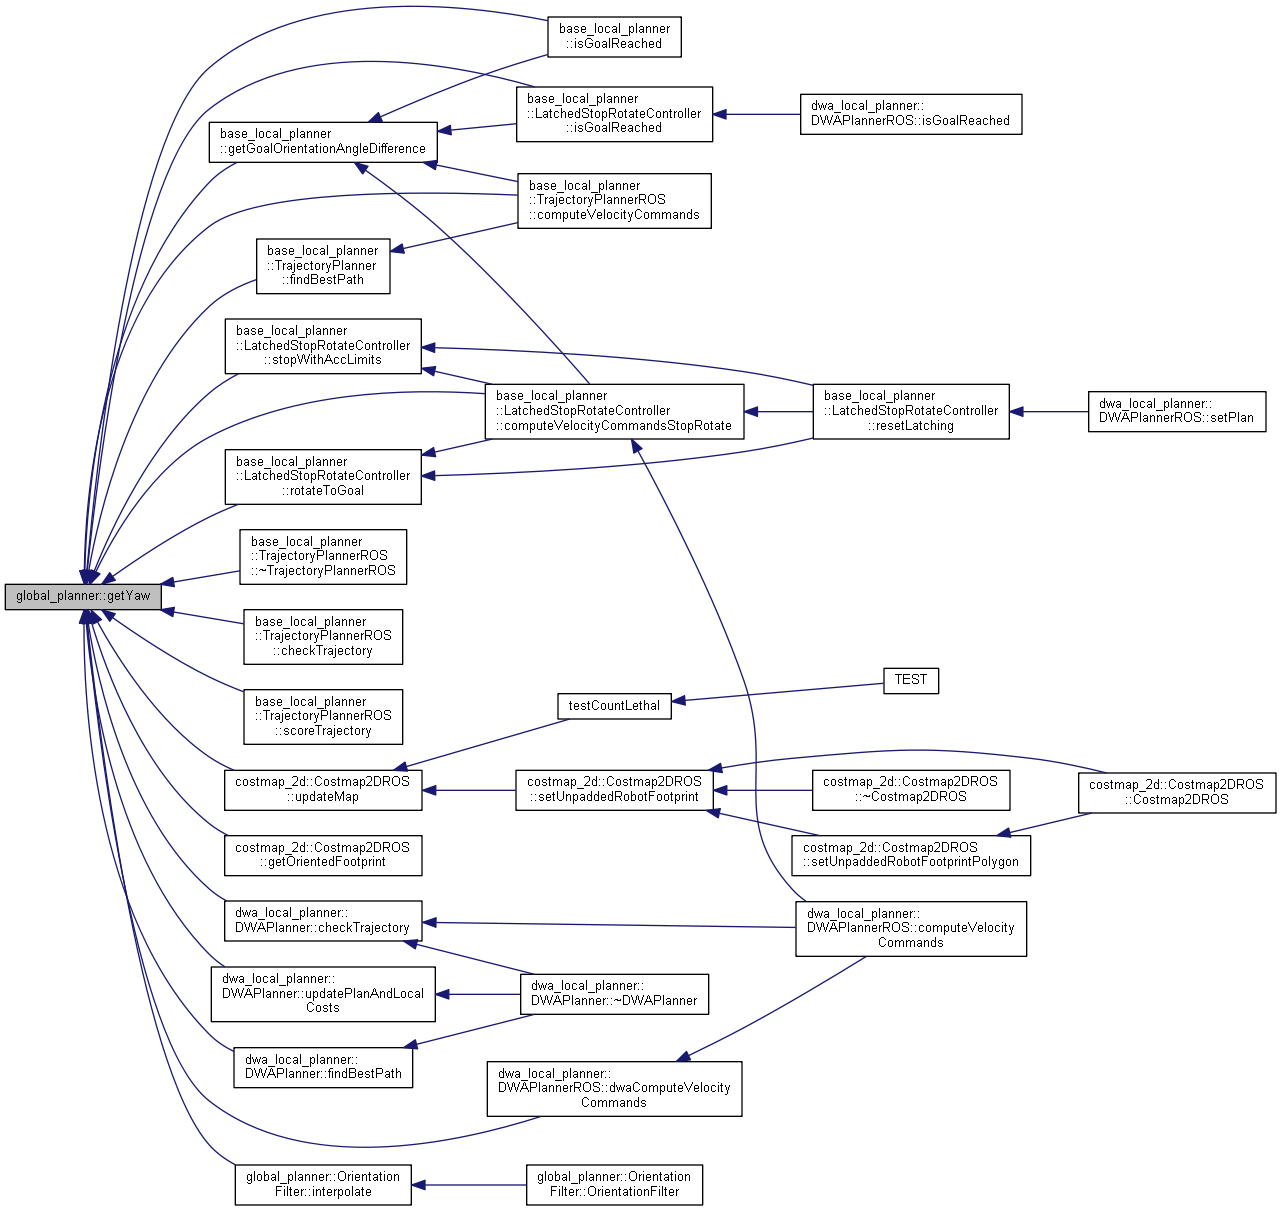 base_local_planner
::isGoalReached
base_local_planner
::LatchedStopRotateController
::isGoalReached
dwa_local_planner::
DWAPlannerROS::isGoalReached
base_local_planner
::getGoalOrientationAngleDifference
base_local_planner
::TrajectoryPlannerROS
::computeVelocityCommands
base_local_planner
::TrajectoryPlanner
::findBestPath
base_local_planner
::LatchedStopRotateController
::stopWithAccLimits
base_local_planner
::LatchedStopRotateController
::computeVelocityCommandsStopRotate
base_local_planner
::LatchedStopRotateController
::resetLatching
dwa_local_planner::
DWAPlannerROS::setPlan
base_local_planner
::LatchedStopRotateController
::rotateToGoal
base_local_planner
::TrajectoryPlannerROS
::~TrajectoryPlannerROS
global_planner::getYaw
base_local_planner
::TrajectoryPlannerROS
::checkTrajectory
base_local_planner
::TrajectoryPlannerROS
::scoreTrajectory
testCountLethal
TEST
costmap_2d::Costmap2DROS
::updateMap
costmap_2d::Costmap2DROS
::setUnpaddedRobotFootprint
costmap_2d::Costmap2DROS
::~Costmap2DROS
costmap_2d::Costmap2DROS
::Costmap2DROS
costmap_2d::Costmap2DROS
::getOrientedFootprint
costmap_2d::Costmap2DROS
::setUnpaddedRobotFootprintPolygon
dwa_local_planner::
DWAPlanner::checkTrajectory
dwa_local_planner::
DWAPlannerROS::computeVelocity
Commands
dwa_local_planner::
DWAPlanner::updatePlanAndLocal
Costs
dwa_local_planner::
DWAPlanner::~DWAPlanner
dwa_local_planner::
DWAPlanner::findBestPath
dwa_local_planner::
DWAPlannerROS::dwaComputeVelocity
Commands
global_planner::Orientation
Filter::interpolate
global_planner::Orientation
Filter::OrientationFilter